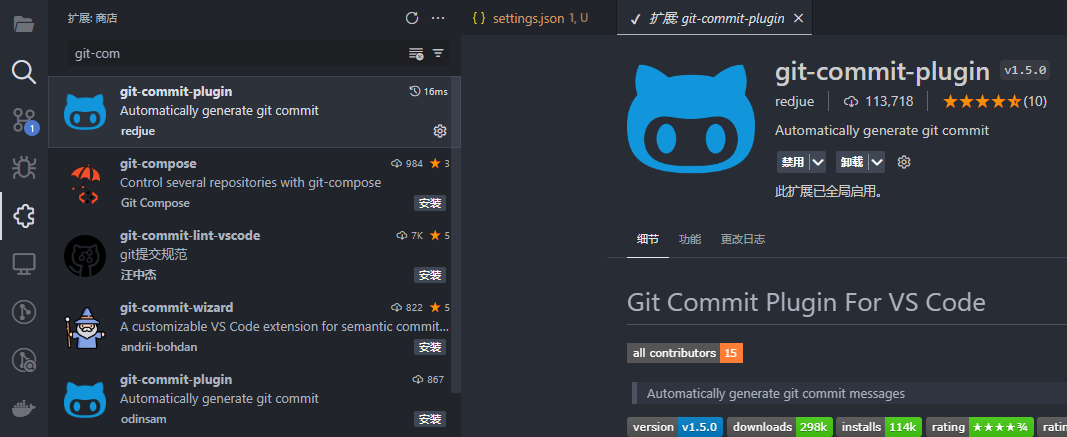 扩展: 商店
git-com
git-commit-plugin 16ms
Automatically generate git commit
redjue
git-compose 984 ★ 3
Control several repositories with git-compose
Git Compose 安装
git-commit-lint-vscode 7K ★ 5
git提交规范
汪中杰 安装
git-commit-wizard 822 ★ 5
A customizable VS Code extension for semantic commit...
andrii-bohdan 安装
git-commit-plugin 867
Automatically generate git commit
odinsam 安装
1
{ } settings.json 1, U
✓ 扩展: git-commit-plugin ×
git-commit-plugin v1.5.0
redjue 113,718 (10)
Automatically generate git commit
禁用 卸载
此扩展已全局启用。
细节 功能 更改日志
Git Commit Plugin For VS Code
all contributors 15
Automatically generate git commit messages
version v1.5.0 downloads 298k installs 114k rating ★★★★¾ ratin